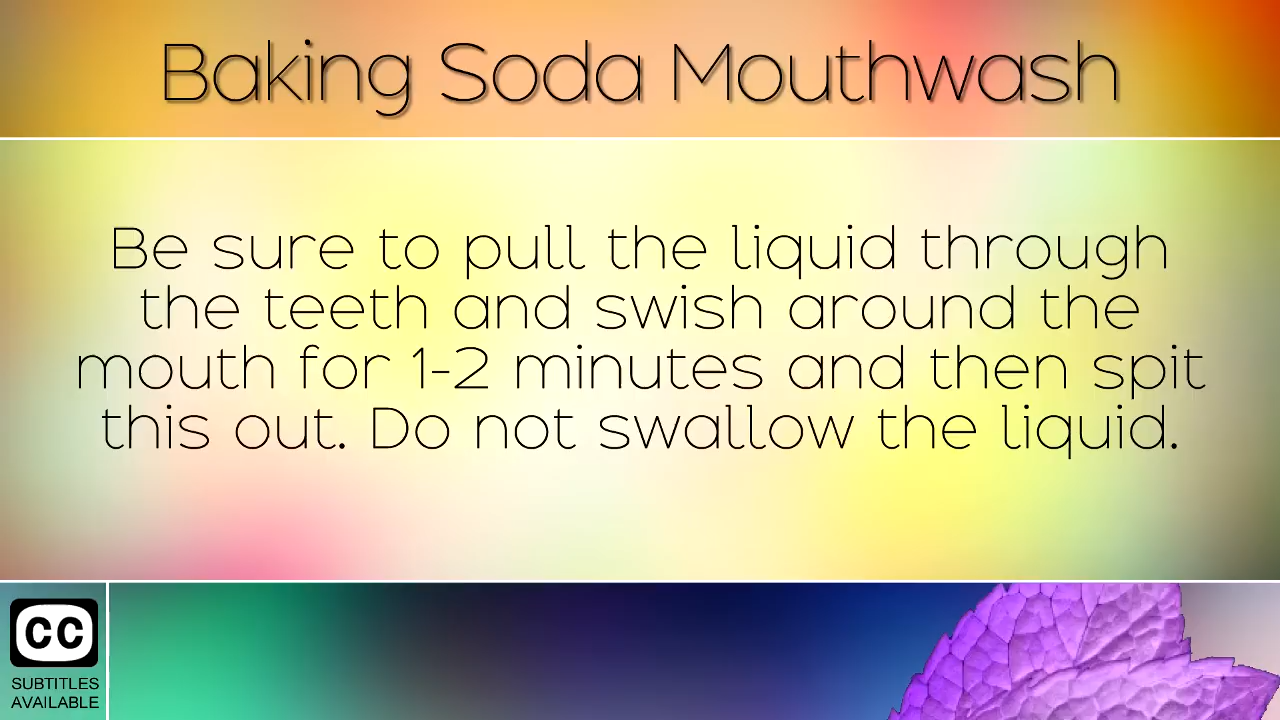 Baking Soda Mouthwash
Be sure to pull the liquid through
the teeth and swish around the
mouth for 1-2 minutes and then spit
this out. Do not swallow the liquid.
CC
SUBTITLES
AVAILABLE